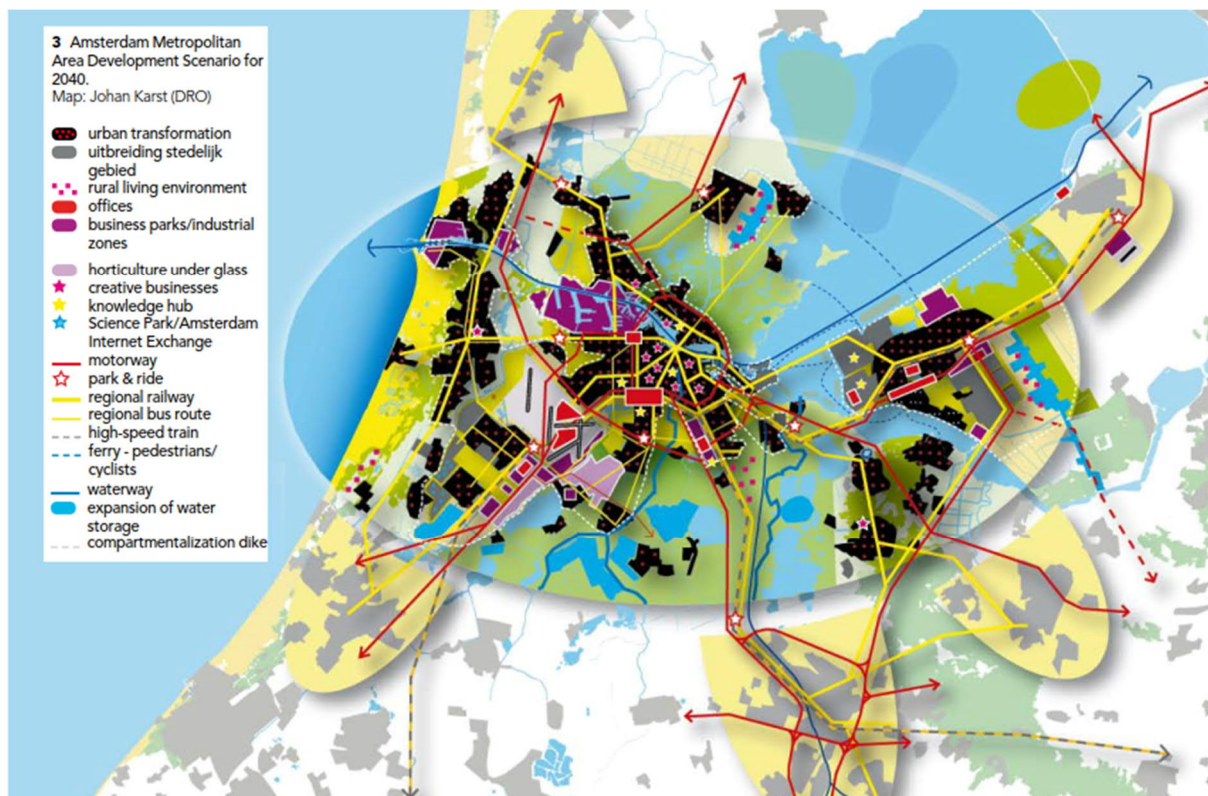 3 Amsterdam Metropolitan
Area Development Scenario for
2040.
Map: Johan Karst (DRO)
urban transformation
uitbreiding stedelijk
gebied
rural living environment
offices
business parks/industrial
zones
horticulture under glass
creative businesses
knowledge hub
Science Park/Amsterdam
Internet Exchange
motorway
park & ride
regional railway
regional bus route
high-speed train
ferry - pedestrians/
cyclists
waterway
expansion of water
storage
compartmentalization dike